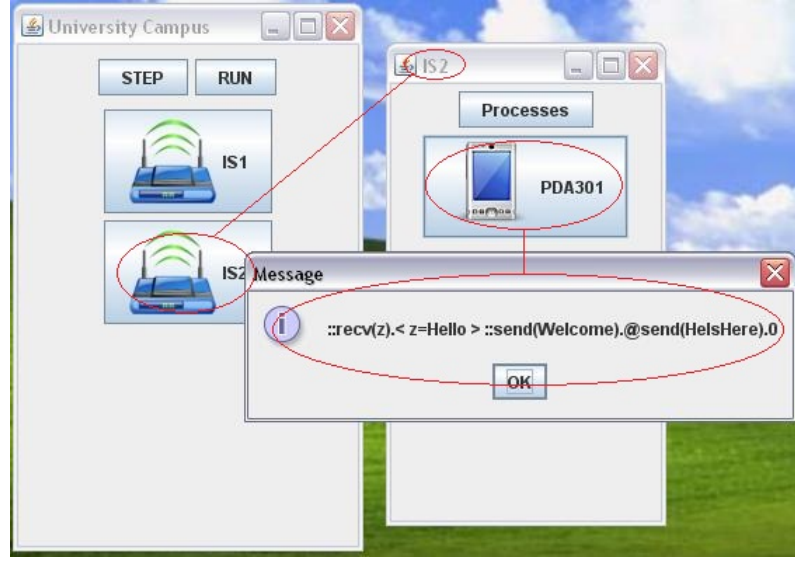 University Campus
STEP
RUN
IS1
IS2
IS2
Processes
PDA301
Message
::recv(z).< z=Hello > ::send(Welcome).@send(HeIsHere).0
OK